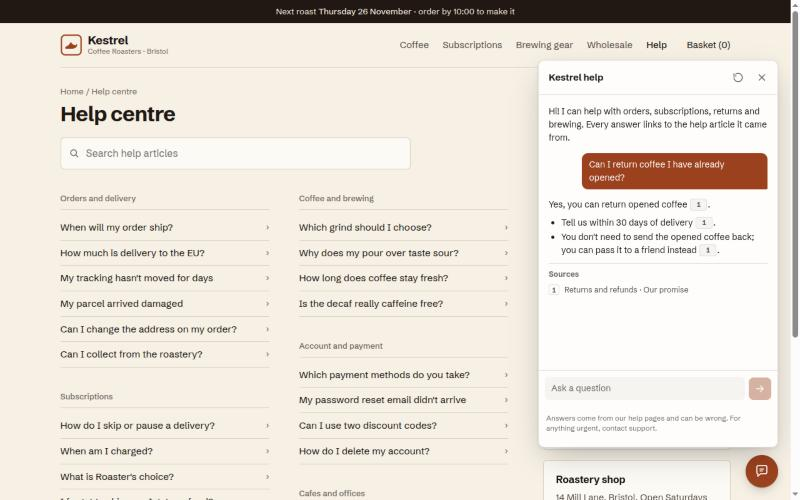 Next roast Thursday 26 November · order by 10:00 to make it
Kestrel
Coffee Roasters · Bristol
Coffee Subscriptions Brewing gear Wholesale Help Basket (0)
Home / Help centre
Help centre
Search help articles
Orders and delivery
When will my order ship?
How much is delivery to the EU?
My tracking hasn't moved for days
My parcel arrived damaged
Can I change the address on my order?
Can I collect from the roastery?
Subscriptions
How do I skip or pause a delivery?
When am I charged?
What is Roaster's choice?
Coffee and brewing
Which grind should I choose?
Why does my pour over taste sour?
How long does coffee stay fresh?
Is the decaf really caffeine free?
Account and payment
Which payment methods do you take?
My password reset email didn't arrive
Can I use two discount codes?
How do I delete my account?
Cafes and offices
Kestrel help
Hi! I can help with orders, subscriptions, returns and
brewing. Every answer links to the help article it came
from.
Can I return coffee I have already
opened?
Yes, you can return opened coffee 1 .
• Tell us within 30 days of delivery 1 .
• You don't need to send the opened coffee back;
you can pass it to a friend instead 1 .
Sources
1 Returns and refunds · Our promise
Ask a question
Answers come from our help pages and can be wrong. For
anything urgent, contact support.
Roastery shop
14 Mill Lane, Bristol. Open Saturdays